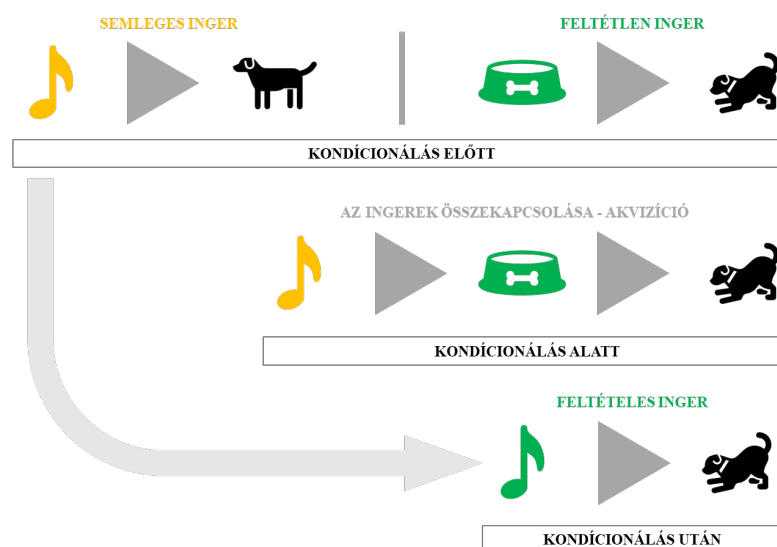 SEMLEGES INGER
FELTÉTLEN INGER
KONDÍCIONÁLÁS ELŐTT
AZ INGEREK ÖSSZEKAPCSOLÁSA - AKVIZÍCIÓ
KONDÍCIONÁLÁS ALATT
FELTÉTELES INGER
KONDÍCIONÁLÁS UTÁN